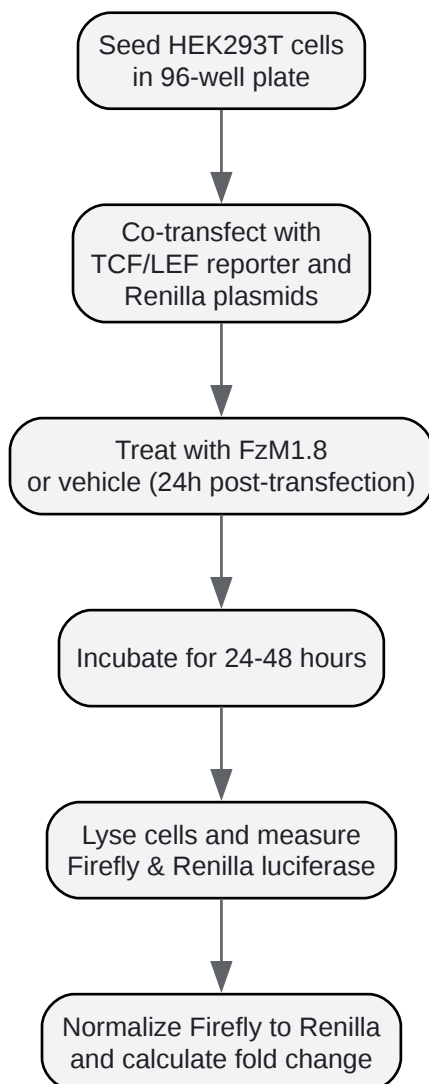 Seed HEK293T cells
in 96-well plate
Co-transfect with
TCF/LEF reporter and
Renilla plasmids
Treat with FzM1.8
or vehicle (24h post-transfection)
Incubate for 24-48 hours
Lyse cells and measure
Firefly & Renilla luciferase
Normalize Firefly to Renilla
and calculate fold change